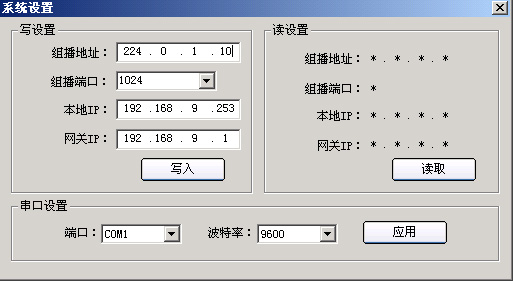 系统设置
写设置 读设置
组播地址： 224 . 0 . 1 . 10 组播地址： * . * . * . *
组播端口： 1024 组播端口： *
本地IP： 192 .168 . 9 .253 本地IP： * . * . * . *
网关IP： 192 .168 . 9 . 1 网关IP： * . * . * . *
写入 读取
串口设置
端口： COM1 波特率： 9600 应用